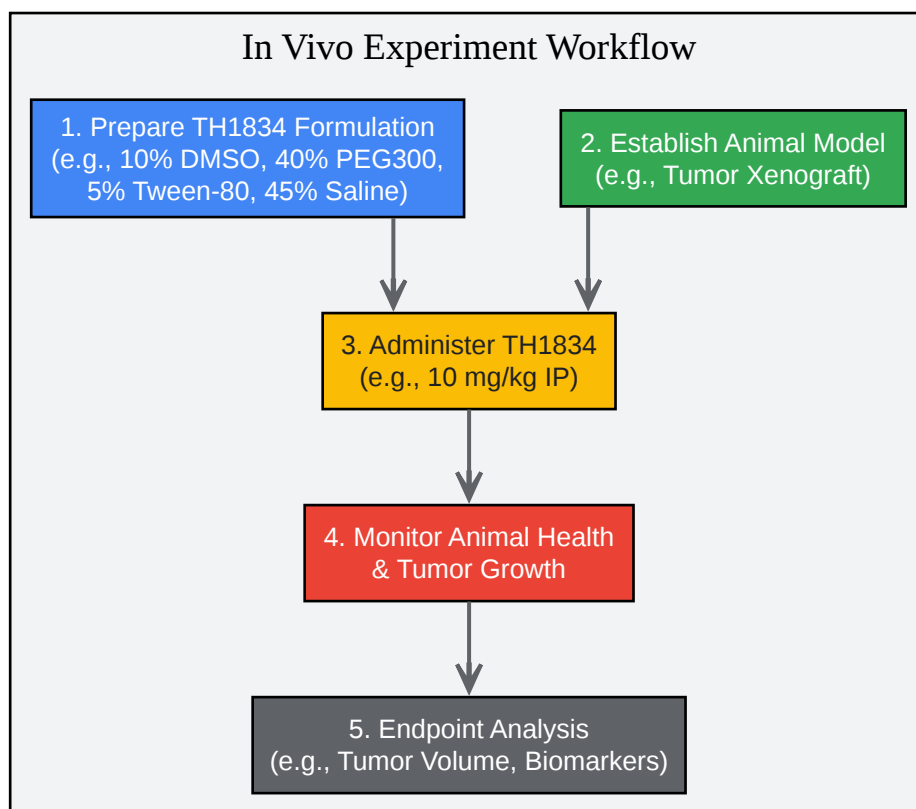 In Vivo Experiment Workflow
1. Prepare TH1834 Formulation
(e.g., 10% DMSO, 40% PEG300,
5% Tween-80, 45% Saline)
2. Establish Animal Model
(e.g., Tumor Xenograft)
3. Administer TH1834
(e.g., 10 mg/kg IP)
4. Monitor Animal Health
& Tumor Growth
5. Endpoint Analysis
(e.g., Tumor Volume, Biomarkers)